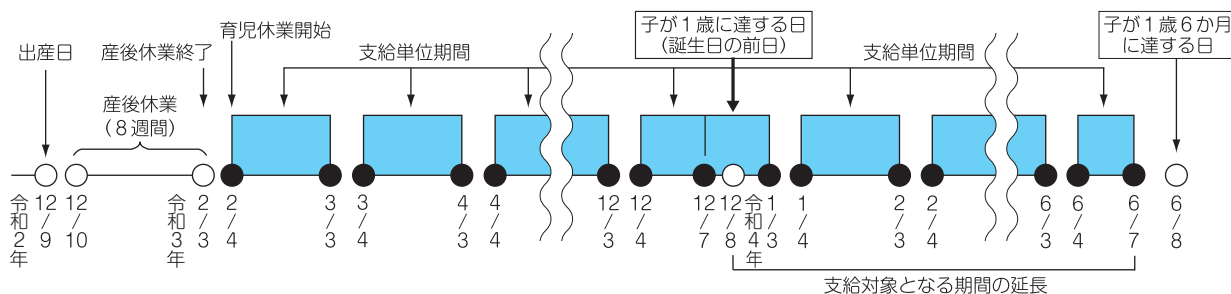 出産日
産後休業終了
育児休業開始
支給単位期間
子が1歳に達する日
(誕生日の前日)
支給単位期間
子が1歳6か月
に達する日
産後休業
(8週間)
令和2年
12/9
12/10
令和3年
2/3
2/4
3/3
3/4
4/3
4/4
12/3
12/4
12/7
12/8
令和4年
1/3
1/4
2/3
2/4
6/3
6/4
6/7
6/8
支給対象となる期間の延長